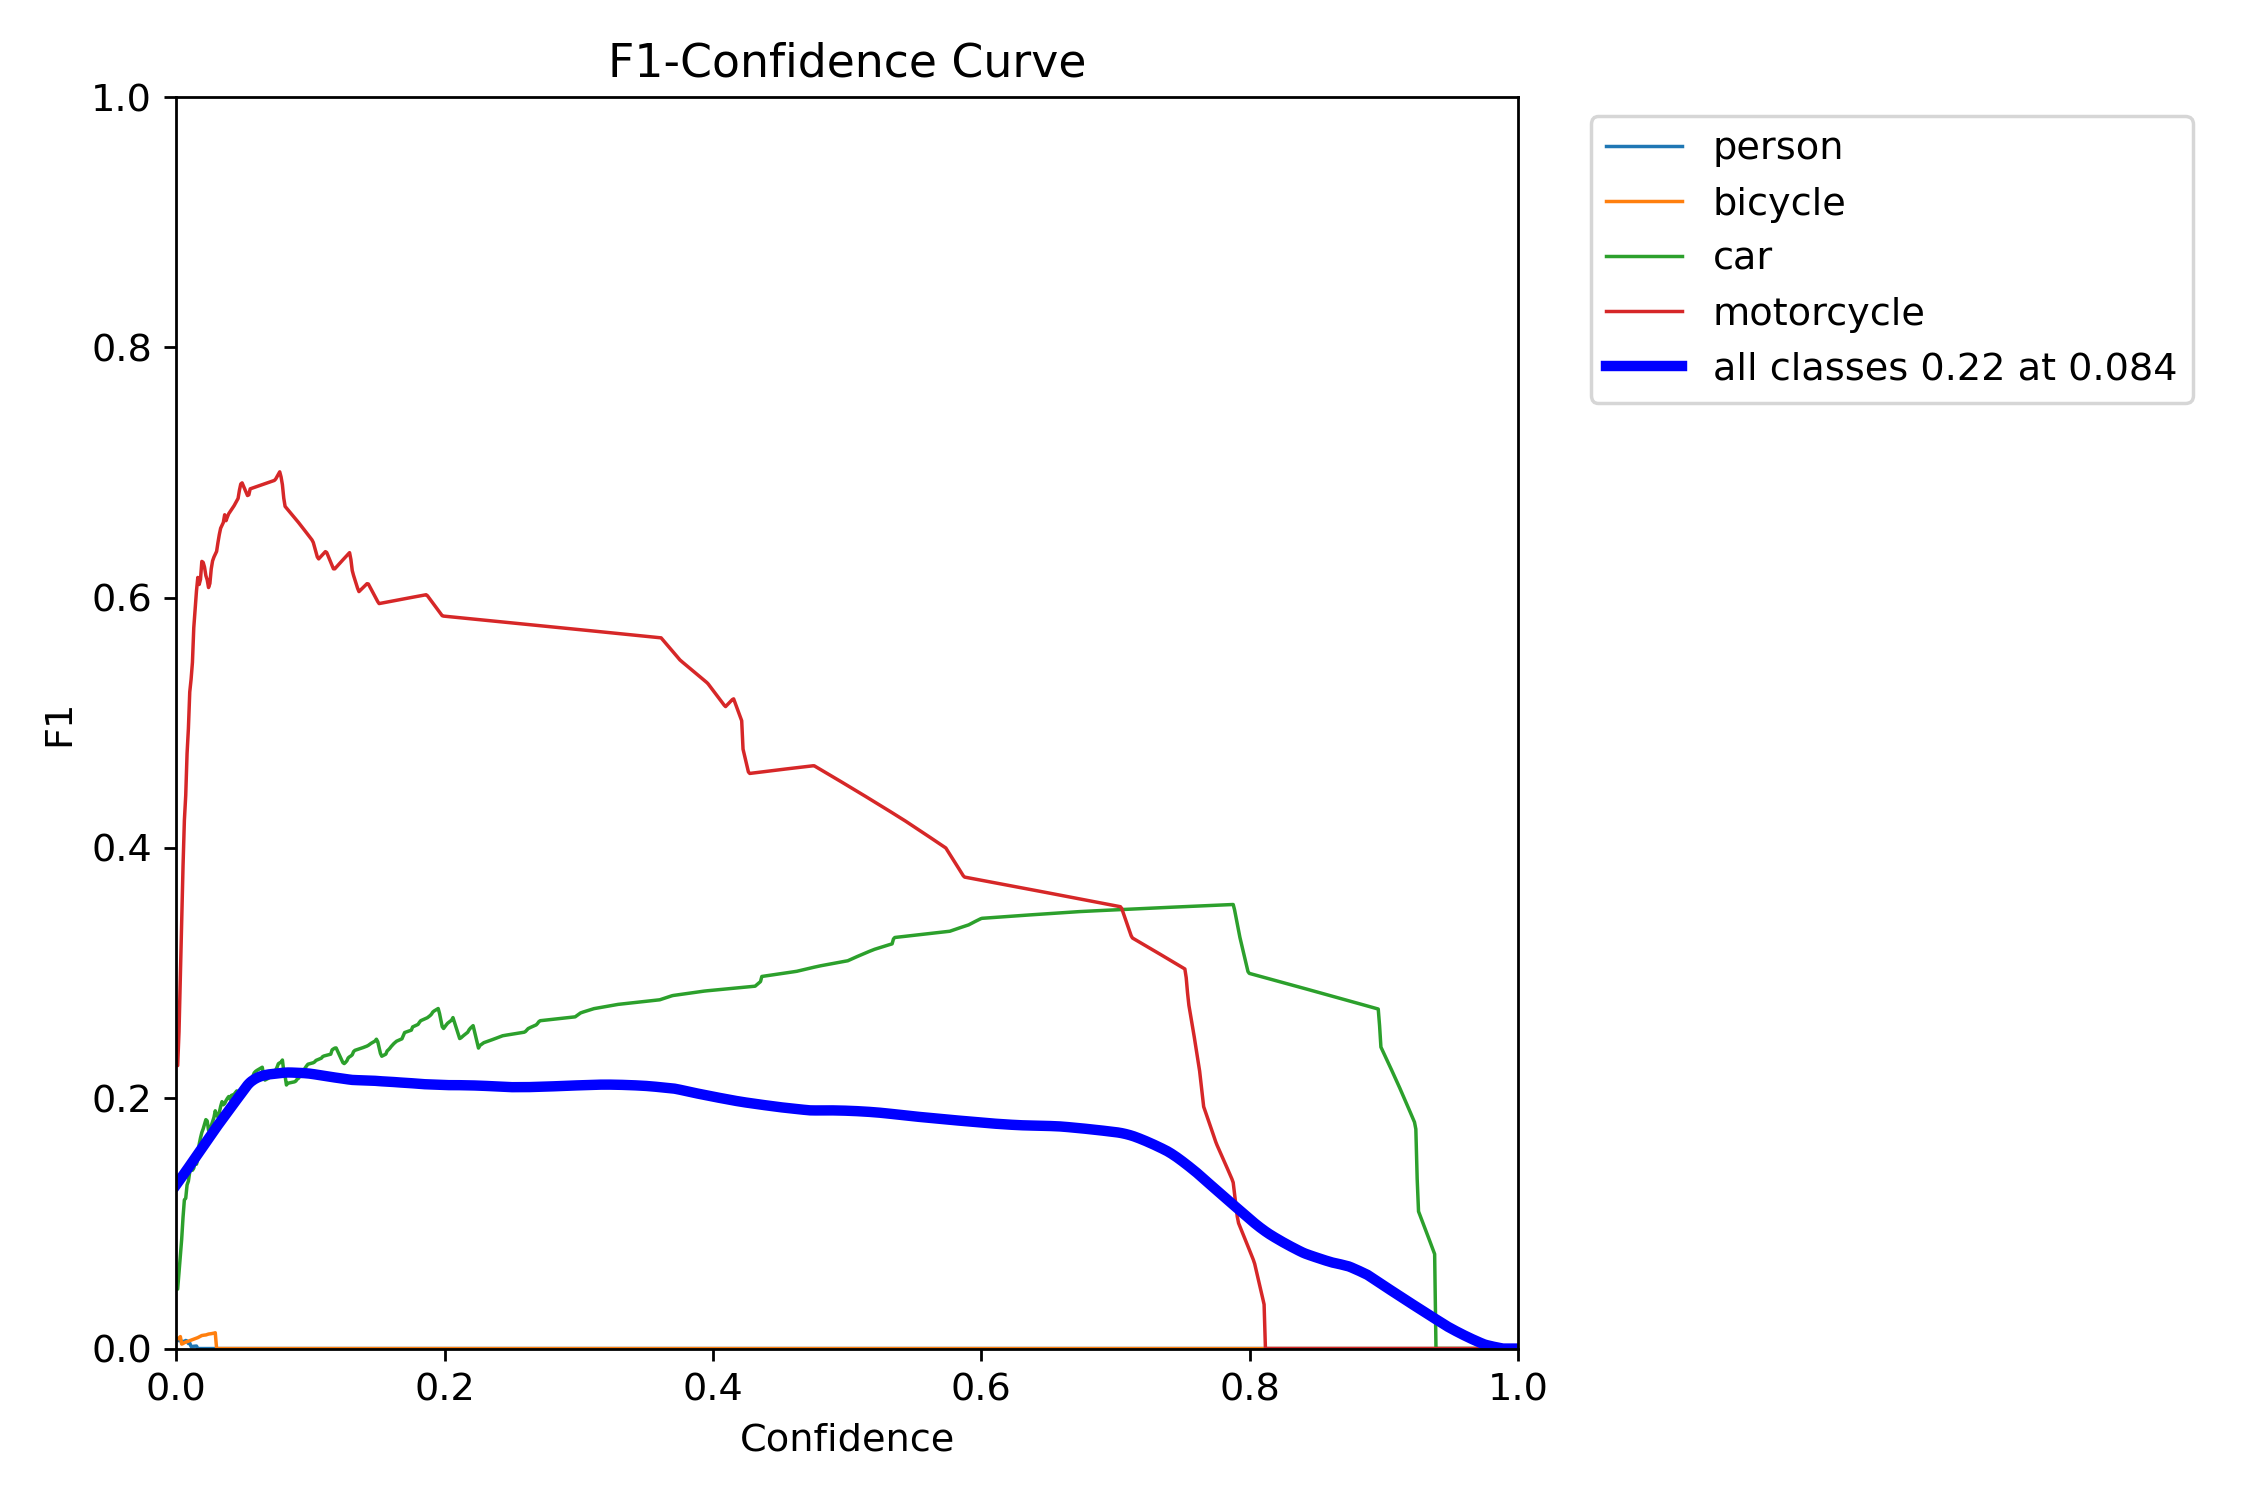 F1-Confidence Curve
1.0
0.8
0.6
0.4
0.2
0.0
F1
0.0 0.2 0.4 0.6 0.8 1.0
Confidence
person
bicycle
car
motorcycle
all classes 0.22 at 0.084